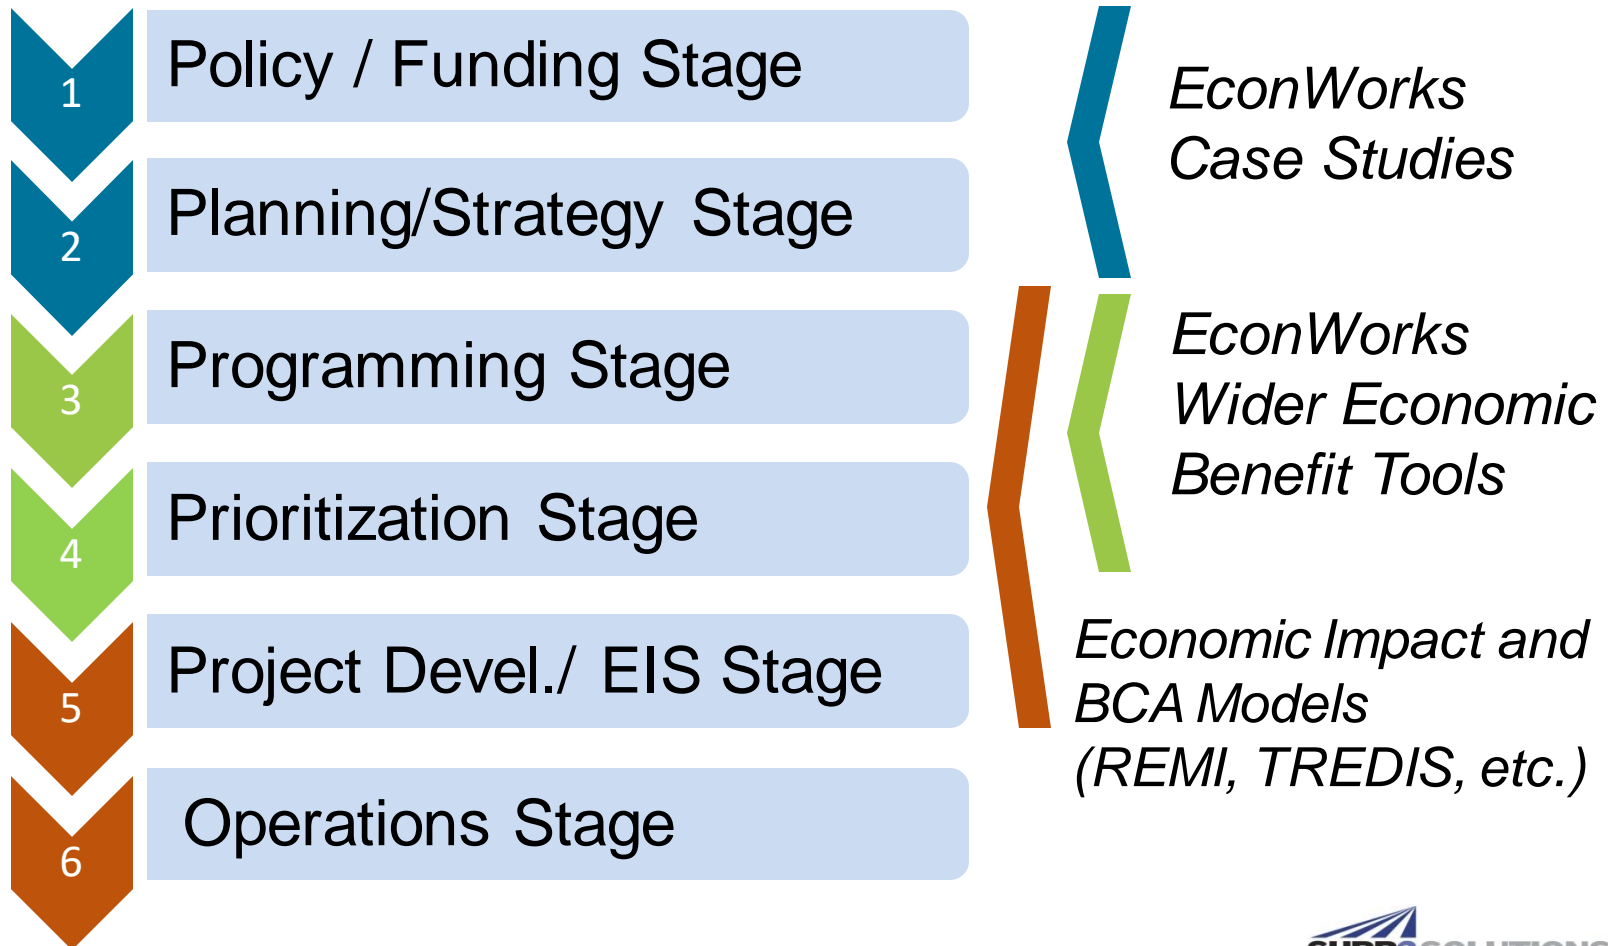 1
Policy / Funding Stage
2
Planning/Strategy Stage
3
Programming Stage
4
Prioritization Stage
5
Project Devel./ EIS Stage
6
Operations Stage
EconWorks
Case Studies
EconWorks
Wider Economic
Benefit Tools
Economic Impact and
BCA Models
(REMI, TREDIS, etc.)